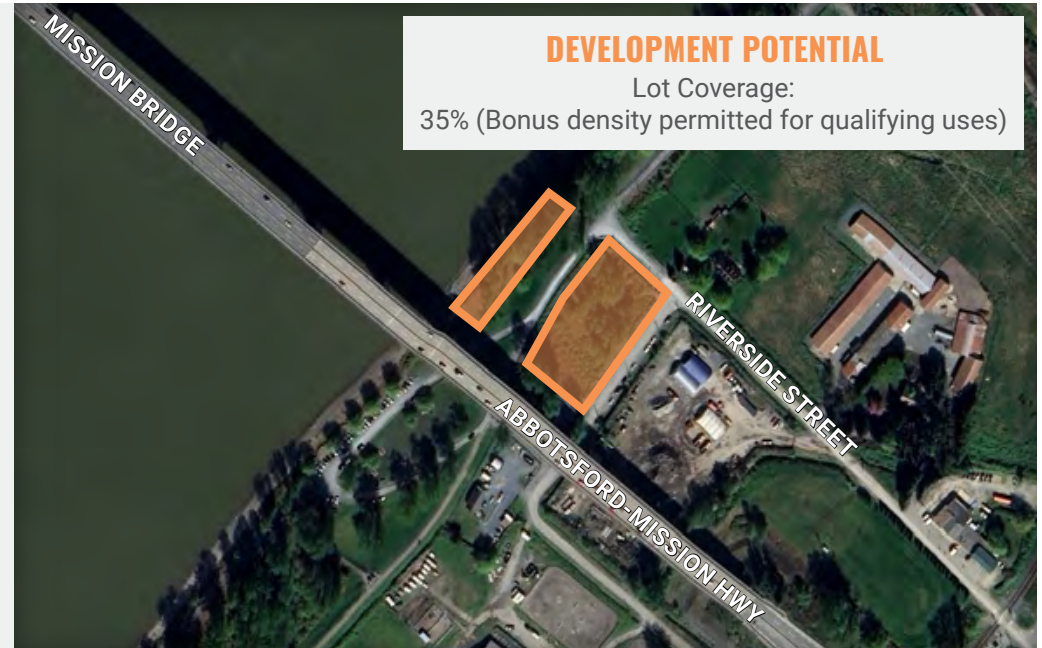 DEVELOPMENT POTENTIAL
Lot Coverage:
35% (Bonus density permitted for qualifying uses)
MISSION BRIDGE
RIVERSIDE STREET
ABBOTSFORD-MISSION HWY